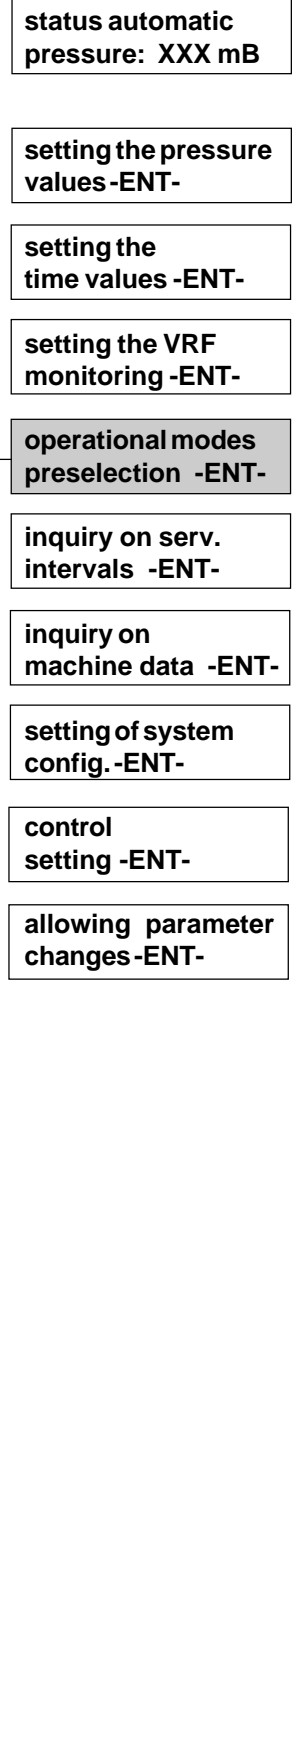 status automatic
pressure: XXX mB
setting the pressure
values -ENT-
setting the
time values -ENT-
setting the VRF
monitoring -ENT-
operational modes
preselection -ENT-
inquiry on serv.
intervals -ENT-
inquiry on
machine data -ENT-
setting of system
config. -ENT-
control
setting -ENT-
allowing parameter
changes -ENT-